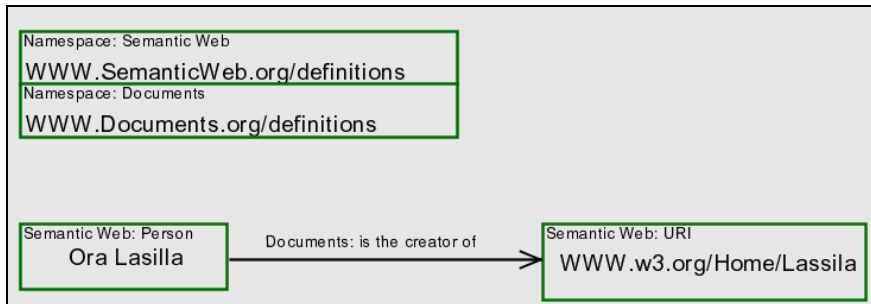 Namespace: Semantic Web
WWW.SemanticWeb.org/definitions
Namespace: Documents
WWW.Documents.org/definitions
Semantic Web: Person
Ora Lasilla
Documents: is the creator of
Semantic Web: URI
WWW.w3.org/Home/Lassila